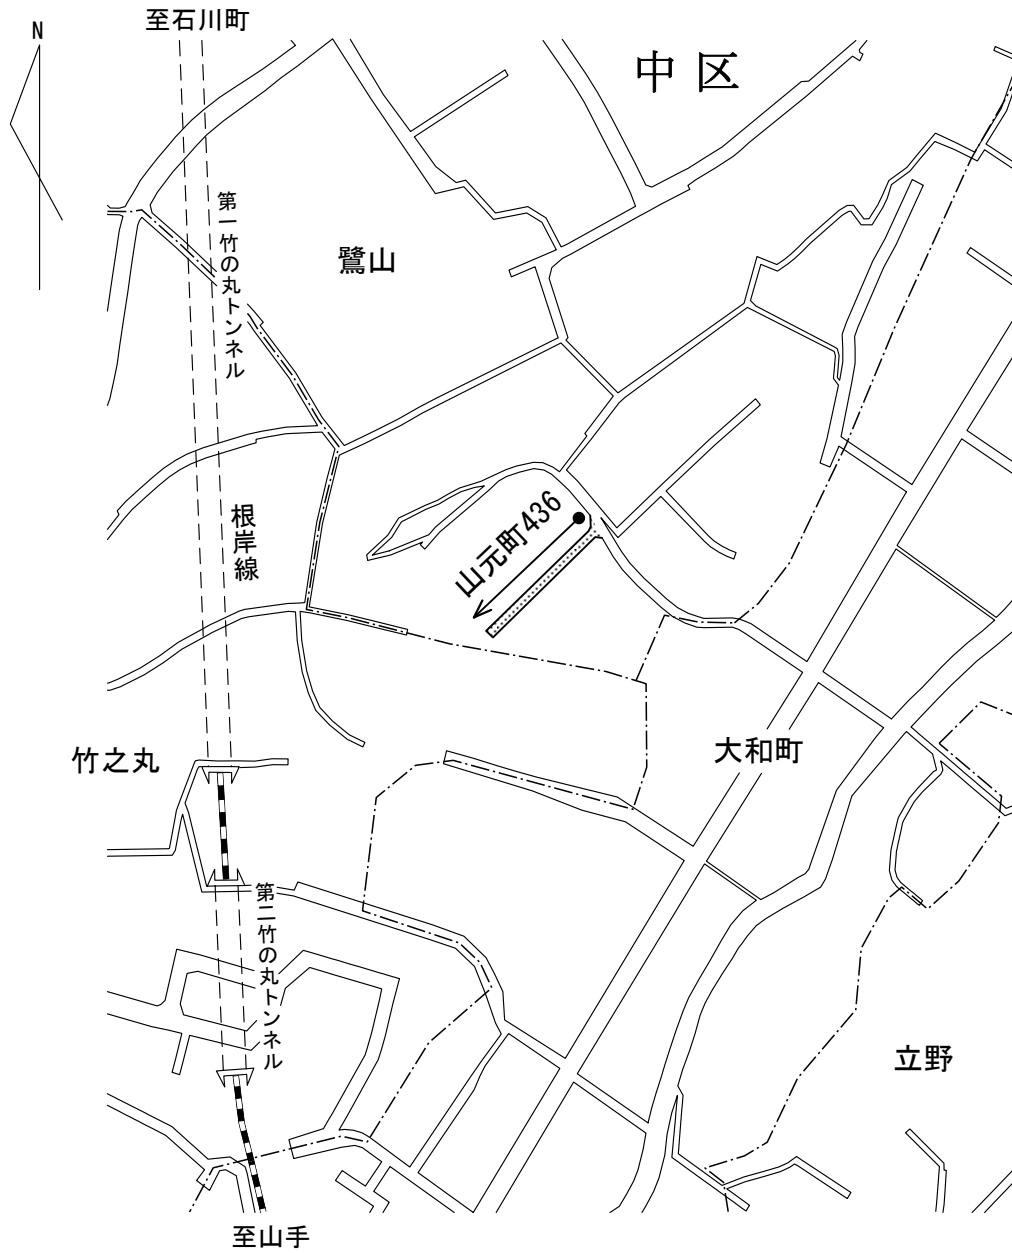 至石川町
N
中区
第一竹の丸トンネル
鷺山
山元町436
根岸線
竹之丸
大和町
第二竹の丸トンネル
立野
至山手